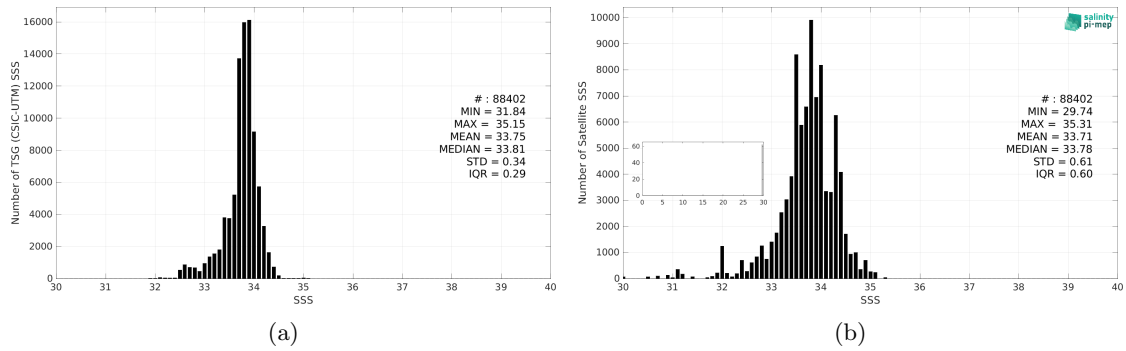 16000
14000
12000
10000
8000
6000
4000
2000
0
30
31
32
33
34
35
36
37
38
39
40
Number of TSG (CSIC-UTM) SSS
SSS
# : 88402
MIN = 31.84
MAX = 35.15
MEAN = 33.75
MEDIAN = 33.81
STD = 0.34
IQR = 0.29
(a)
10000
9000
8000
7000
6000
5000
4000
3000
2000
1000
0
30
31
32
33
34
35
36
37
38
39
40
Number of Satellite SSS
SSS
salinity
pi-mep
# : 88402
MIN = 29.74
MAX = 35.31
MEAN = 33.71
MEDIAN = 33.78
STD = 0.61
IQR = 0.60
60
40
20
0
0
5
10
15
20
25
30
(b)